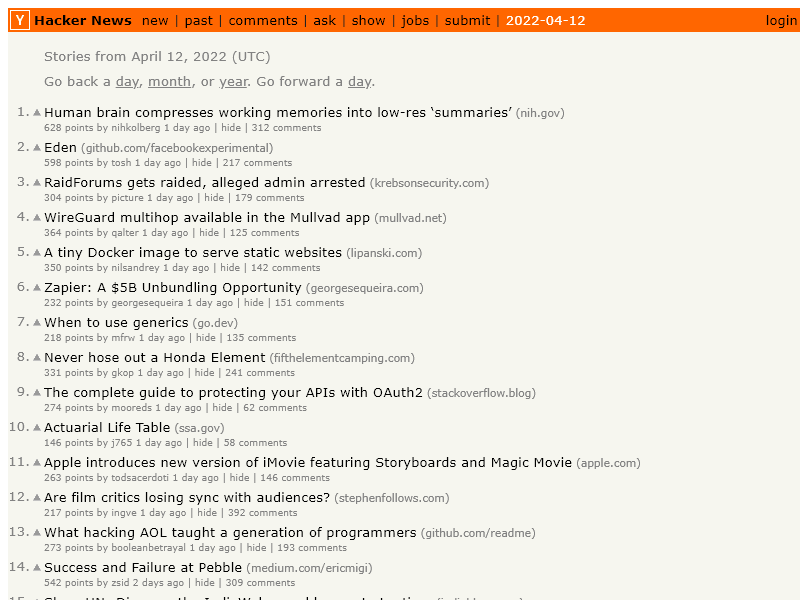 Y Hacker News new | past | comments | ask | show | jobs | submit | 2022-04-12 login
Stories from April 12, 2022 (UTC)
Go back a day, month, or year. Go forward a day.
1. Human brain compresses working memories into low-res ‘summaries’ (nih.gov)
628 points by nihkolberg 1 day ago | hide | 312 comments
2. Eden (github.com/facebookexperimental)
598 points by tosh 1 day ago | hide | 217 comments
3. RaidForums gets raided, alleged admin arrested (krebsonsecurity.com)
304 points by picture 1 day ago | hide | 179 comments
4. WireGuard multihop available in the Mullvad app (mullvad.net)
364 points by qalter 1 day ago | hide | 125 comments
5. A tiny Docker image to serve static websites (lipanski.com)
350 points by nilsandrey 1 day ago | hide | 142 comments
6. Zapier: A $5B Unbundling Opportunity (georgesequeira.com)
232 points by georgesequeira 1 day ago | hide | 151 comments
7. When to use generics (go.dev)
218 points by mfrw 1 day ago | hide | 135 comments
8. Never hose out a Honda Element (fifthelementcamping.com)
331 points by gkop 1 day ago | hide | 241 comments
9. The complete guide to protecting your APIs with OAuth2 (stackoverflow.blog)
274 points by mooreds 1 day ago | hide | 62 comments
10. Actuarial Life Table (ssa.gov)
146 points by j765 1 day ago | hide | 58 comments
11. Apple introduces new version of iMovie featuring Storyboards and Magic Movie (apple.com)
263 points by todsacerdoti 1 day ago | hide | 146 comments
12. Are film critics losing sync with audiences? (stephenfollows.com)
217 points by ingve 1 day ago | hide | 392 comments
13. What hacking AOL taught a generation of programmers (github.com/readme)
273 points by booleanbetrayal 1 day ago | hide | 193 comments
14. Success and Failure at Pebble (medium.com/ericmigi)
542 points by zsid 2 days ago | hide | 309 comments